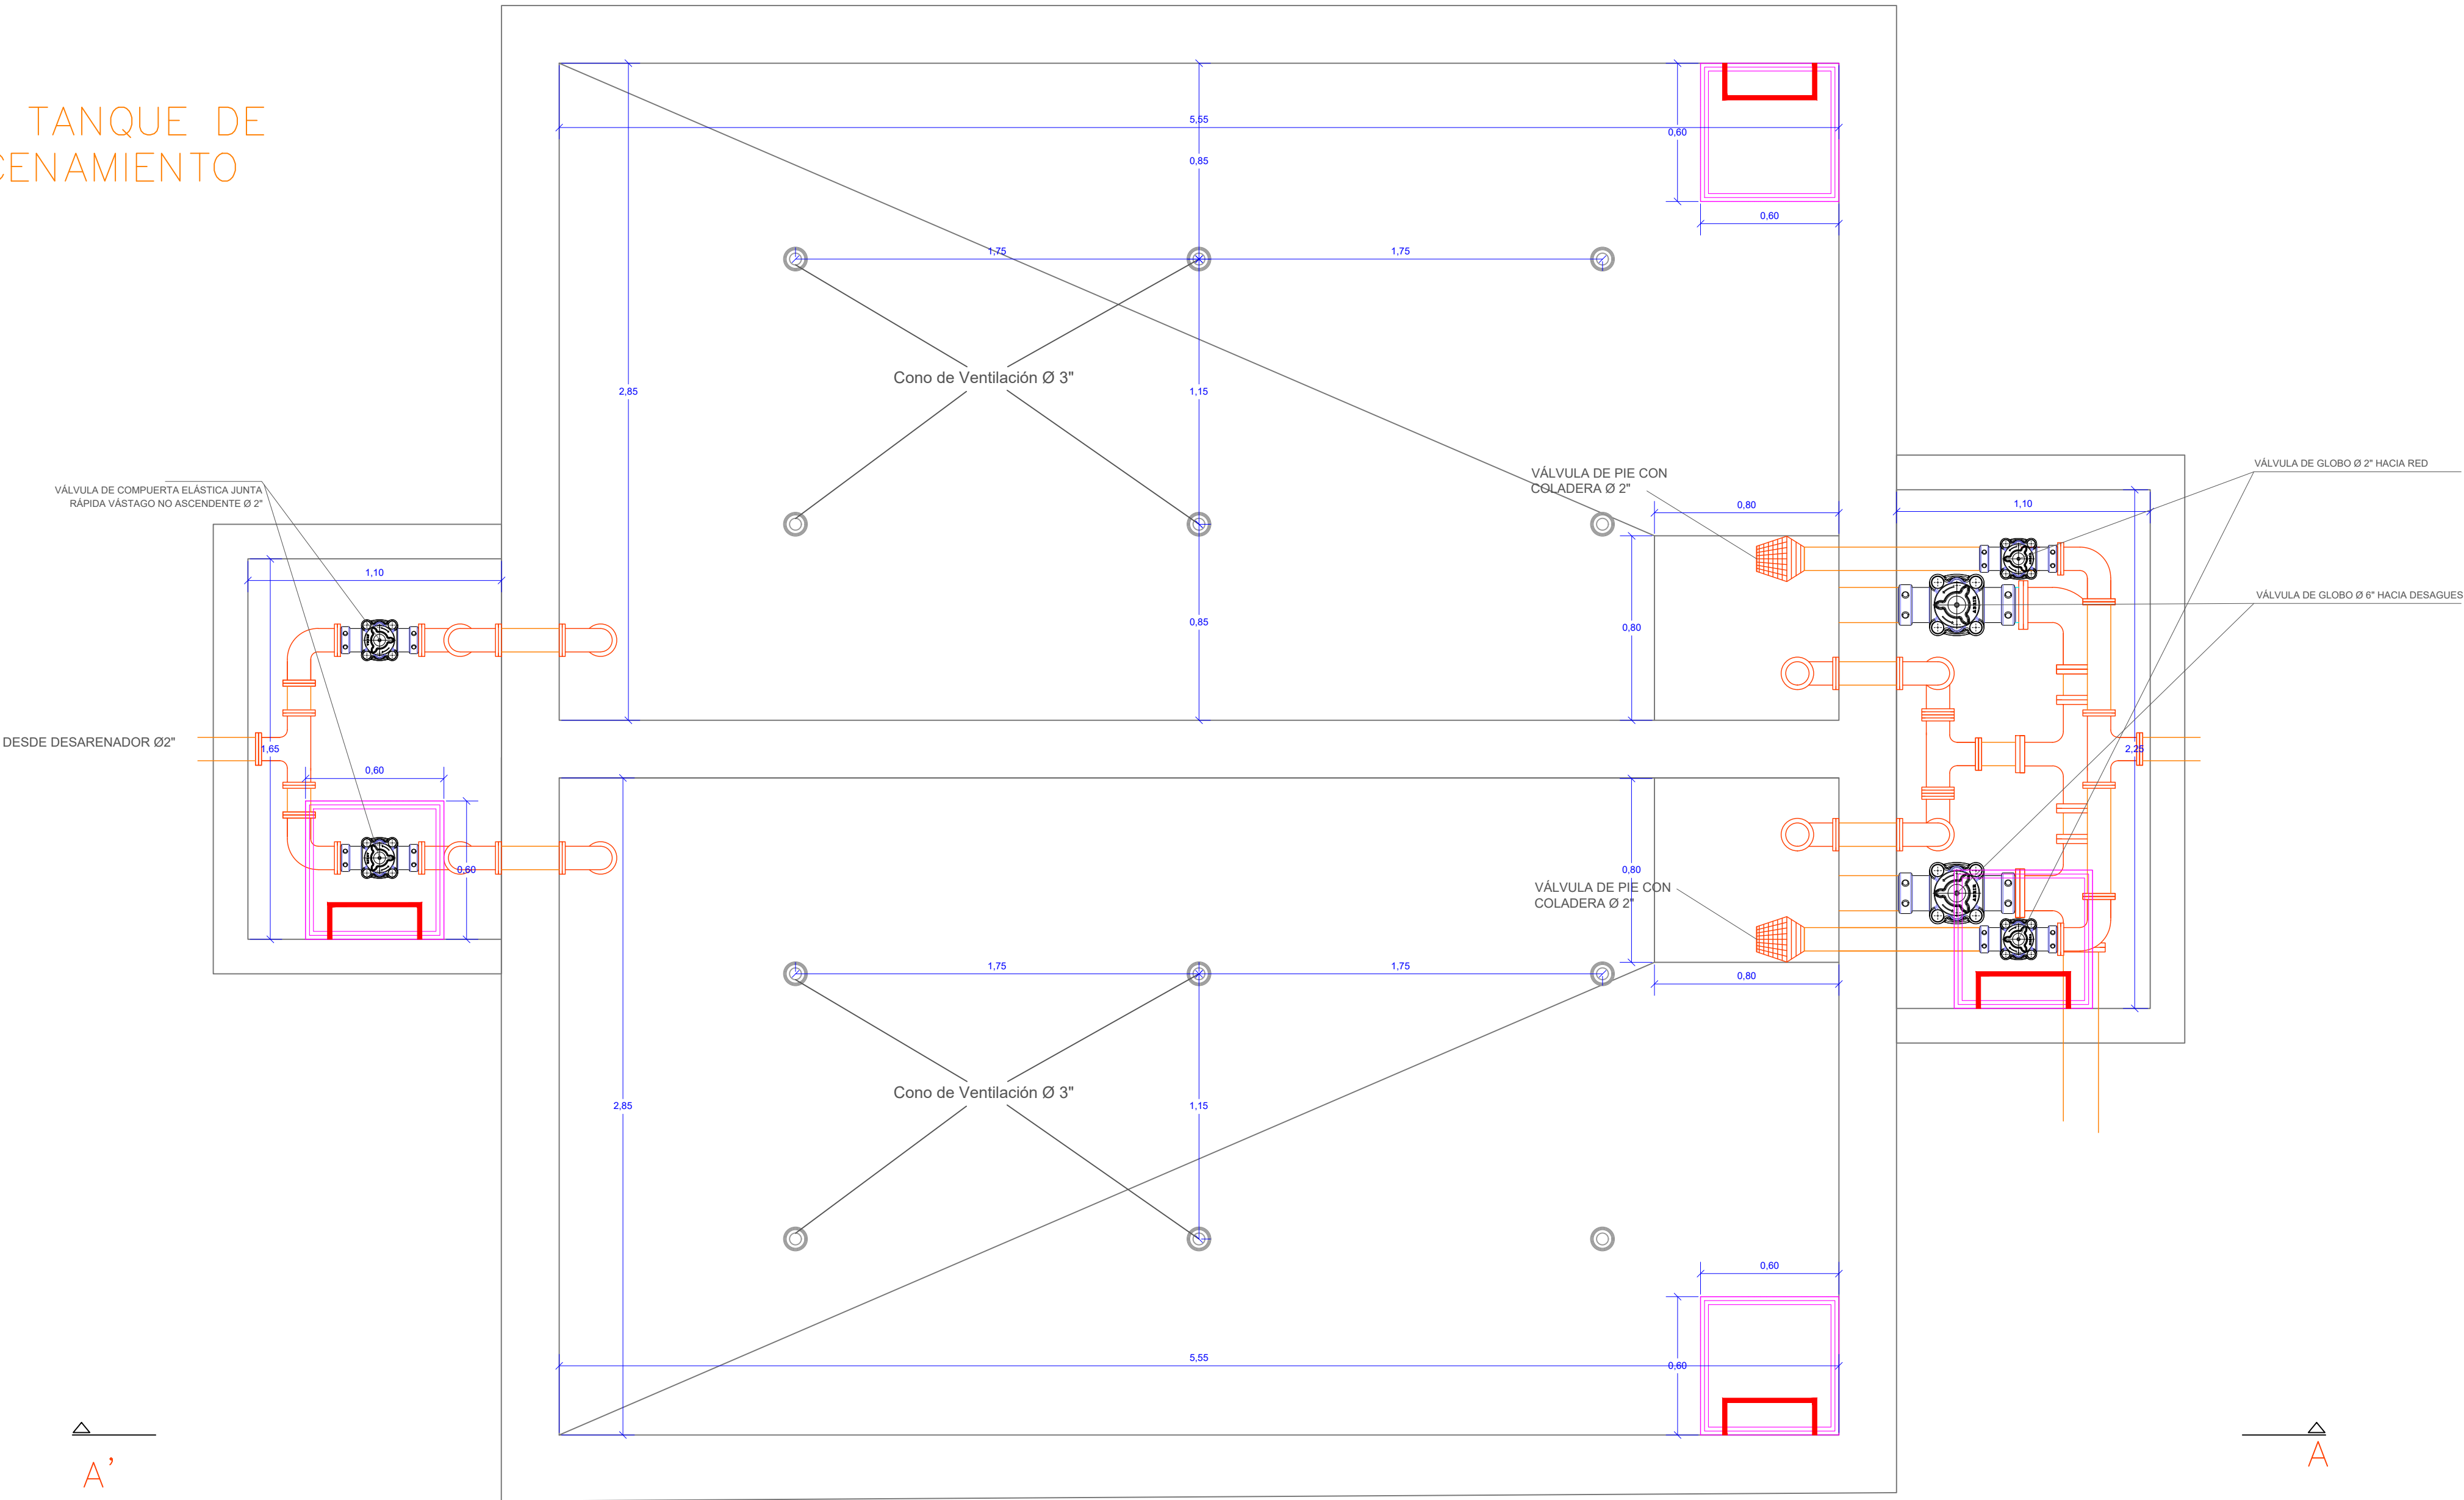 TANQUE DE
CENAMIENTO
5,55
0,85
0,60
0,60
1,75
1,75
Cono de Ventilación Ø 3"
2,85
1,15
VÁLVULA DE PIE CON
COLADERA Ø 2"
0,80
VÁLVULA DE GLOBO Ø 2" HACIA RED
VÁLVULA DE COMPUERTA ELÁSTICA JUNTA
RÁPIDA VÁSTAGO NO ASCENDENTE Ø 2"
1,10
1,10
VÁLVULA DE GLOBO Ø 6" HACIA DESAGUES
0,85
0,80
DESDE DESARENADOR Ø2"
1,65
2,25
0,60
0,60
0,80
VÁLVULA DE PIE CON
COLADERA Ø 2"
1,75
1,75
0,80
Cono de Ventilación Ø 3"
2,85
1,15
0,60
5,55
0,60
A'
A